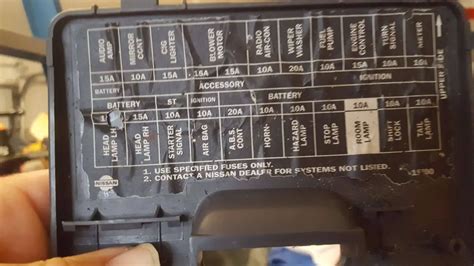 AUDIO AMP MIRROR CONT CIG LIGHTER BLOWER MOTOR RADIO AIR-CON WIPER WASHER FUEL PUMP ENGINE CONTROL TURN SIGNAL METER
15A 10A 15A 15A 15A 10A 20A 10A 10A 10A 10A
BATTERY ACCESSORY IGNITION
UPPER SIDE
BATTERY ST IGNITION BATTERY
15A 10A 10A 20A 10A 10A 10A 10A 10A 10A
HEAD LAMP LH HEAD LAMP RH STARTER SIGNAL AIR BAG A.B.S. CONT HORN HAZARD LAMP STOP LAMP ROOM LAMP SHIFT LOCK TAIL LAMP
1. USE SPECIFIED FUSES ONLY.
2. CONTACT A NISSAN DEALER FOR SYSTEMS NOT LISTED.
NISSAN